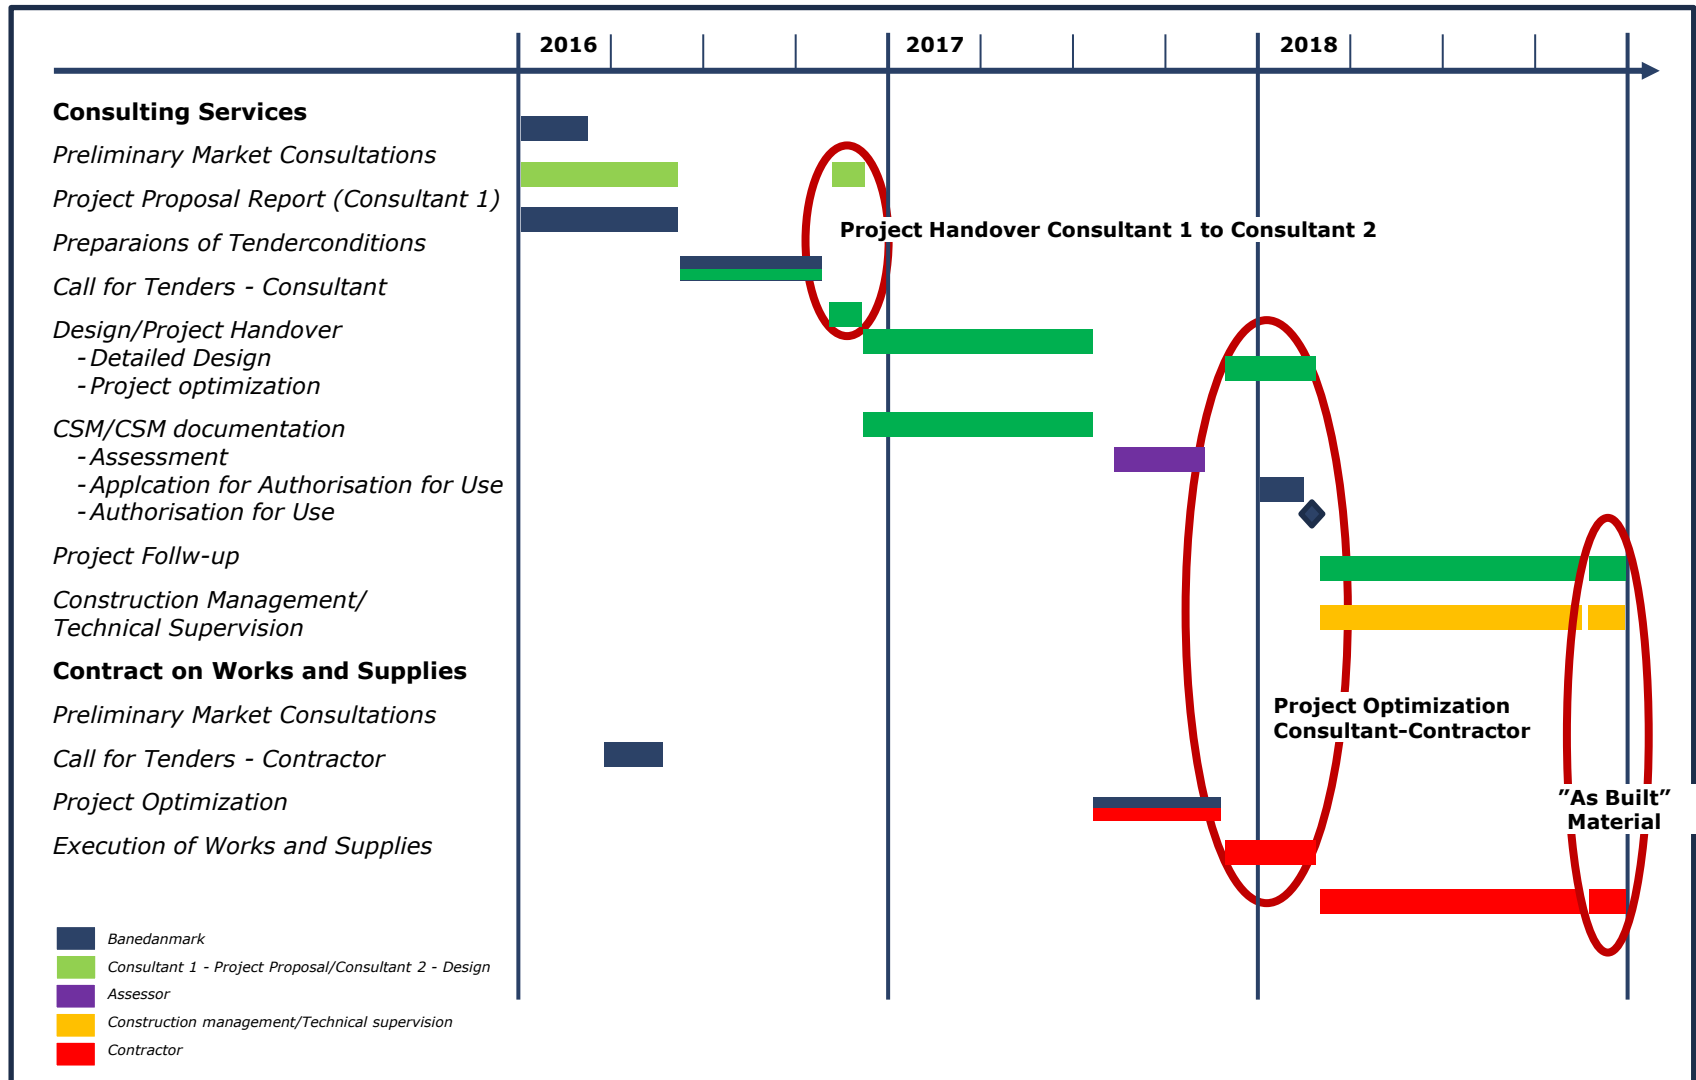 2016 2017 2018
Consulting Services
Preliminary Market Consultations
Project Proposal Report (Consultant 1)
Project Handover Consultant 1 to Consultant 2
Preparaions of Tenderconditions
Call for Tenders - Consultant
Design/Project Handover
- Detailed Design
- Project optimization
CSM/CSM documentation
- Assessment
- Applcation for Authorisation for Use
- Authorisation for Use
Project Follw-up
Construction Management/
Technical Supervision
Contract on Works and Supplies
Preliminary Market Consultations
Project Optimization
Consultant-Contractor
Call for Tenders - Contractor
Project Optimization
"As Built"
Material
Execution of Works and Supplies
Banedanmark
Consultant 1 - Project Proposal/Consultant 2 - Design
Assessor
Construction management/Technical supervision
Contractor